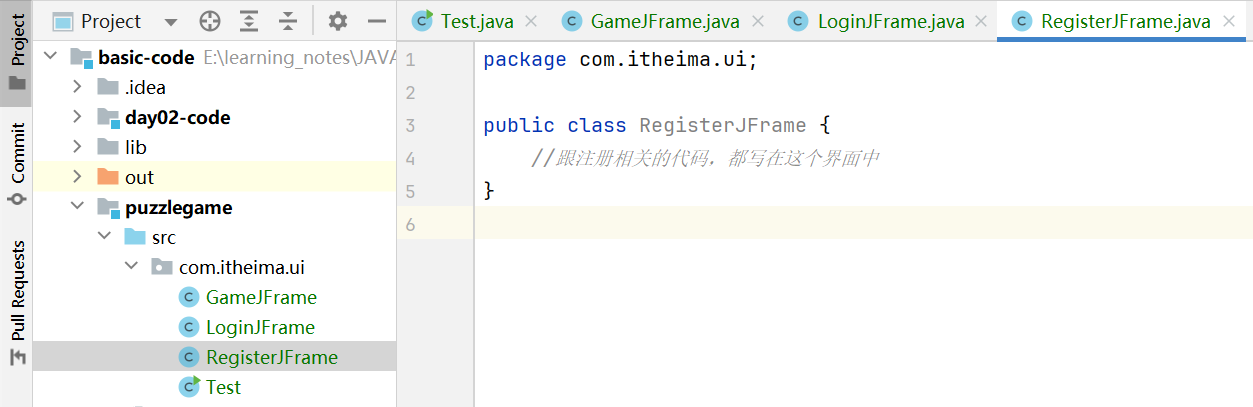 Project
Commit
Pull Requests
Project
basic-code E:\learning_notes\JAVA
.idea
day02-code
lib
out
puzzlegame
src
com.itheima.ui
GameJFrame
LoginJFrame
RegisterJFrame
Test
Test.java GameJFrame.java LoginJFrame.java RegisterJFrame.java
1 package com.itheima.ui;
2
3 public class RegisterJFrame {
4 //跟注册相关的代码，都写在这个界面中
5 }
6